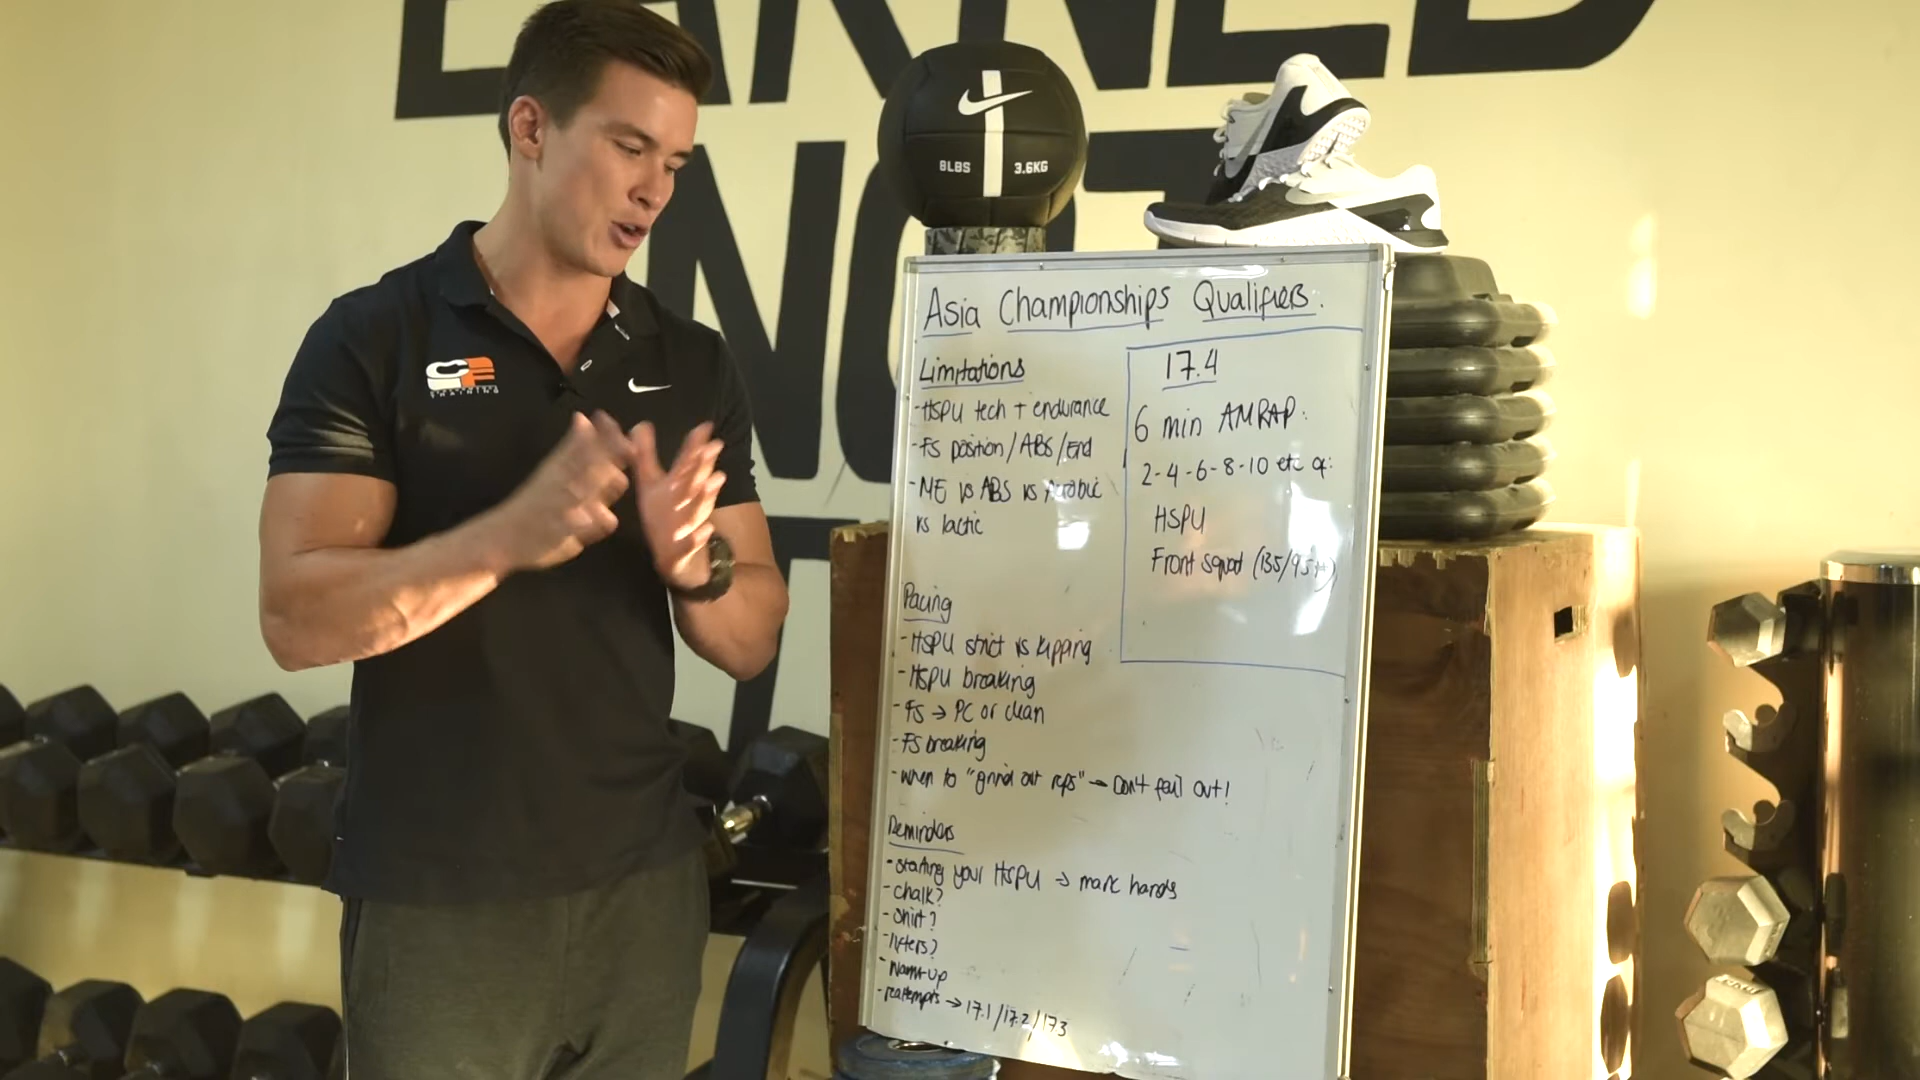 EARNED
NOT
8LBS 3.6KG
CF
TRAINING
Asia Championships Qualifiers.
Limitations
-HSPU tech + endurance
-FS position/ABS/End
-ME vs ABS vs Aerobic
vs lactic
17.4
6 min AMRAP:
2-4-6-8-10 etc of:
HSPU
Front squat (135/95#)
Pacing
-HSPU strict vs kipping
-HSPU breaking
-FS → PC or clean
-FS breaking
-when to "grind out reps" → Don't fail out!
Reminders
-starting your HSPU → mark hands
-chalk?
-shirt?
-lifters?
-Warm-up
-reattempts → 17.1/17.2/17.3